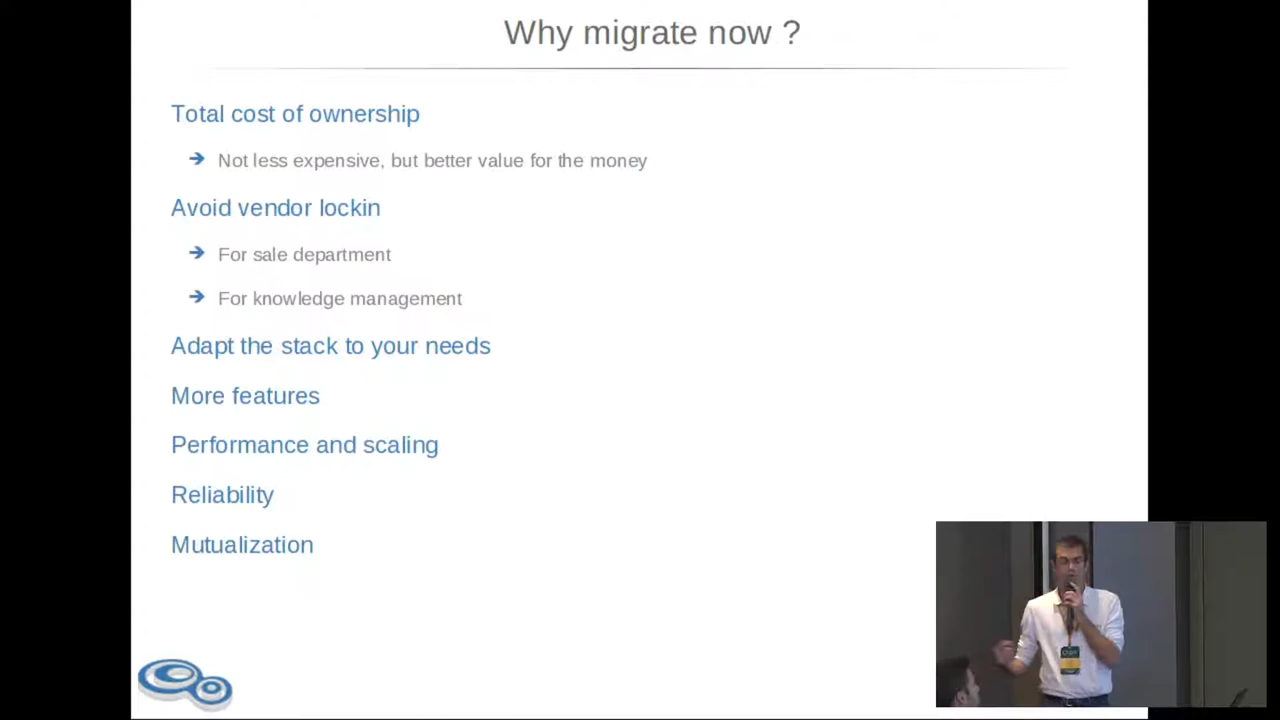 Why migrate now ?
Total cost of ownership
Not less expensive, but better value for the money
Avoid vendor lockin
For sale department
For knowledge management
Adapt the stack to your needs
More features
Performance and scaling
Reliability
Mutualization